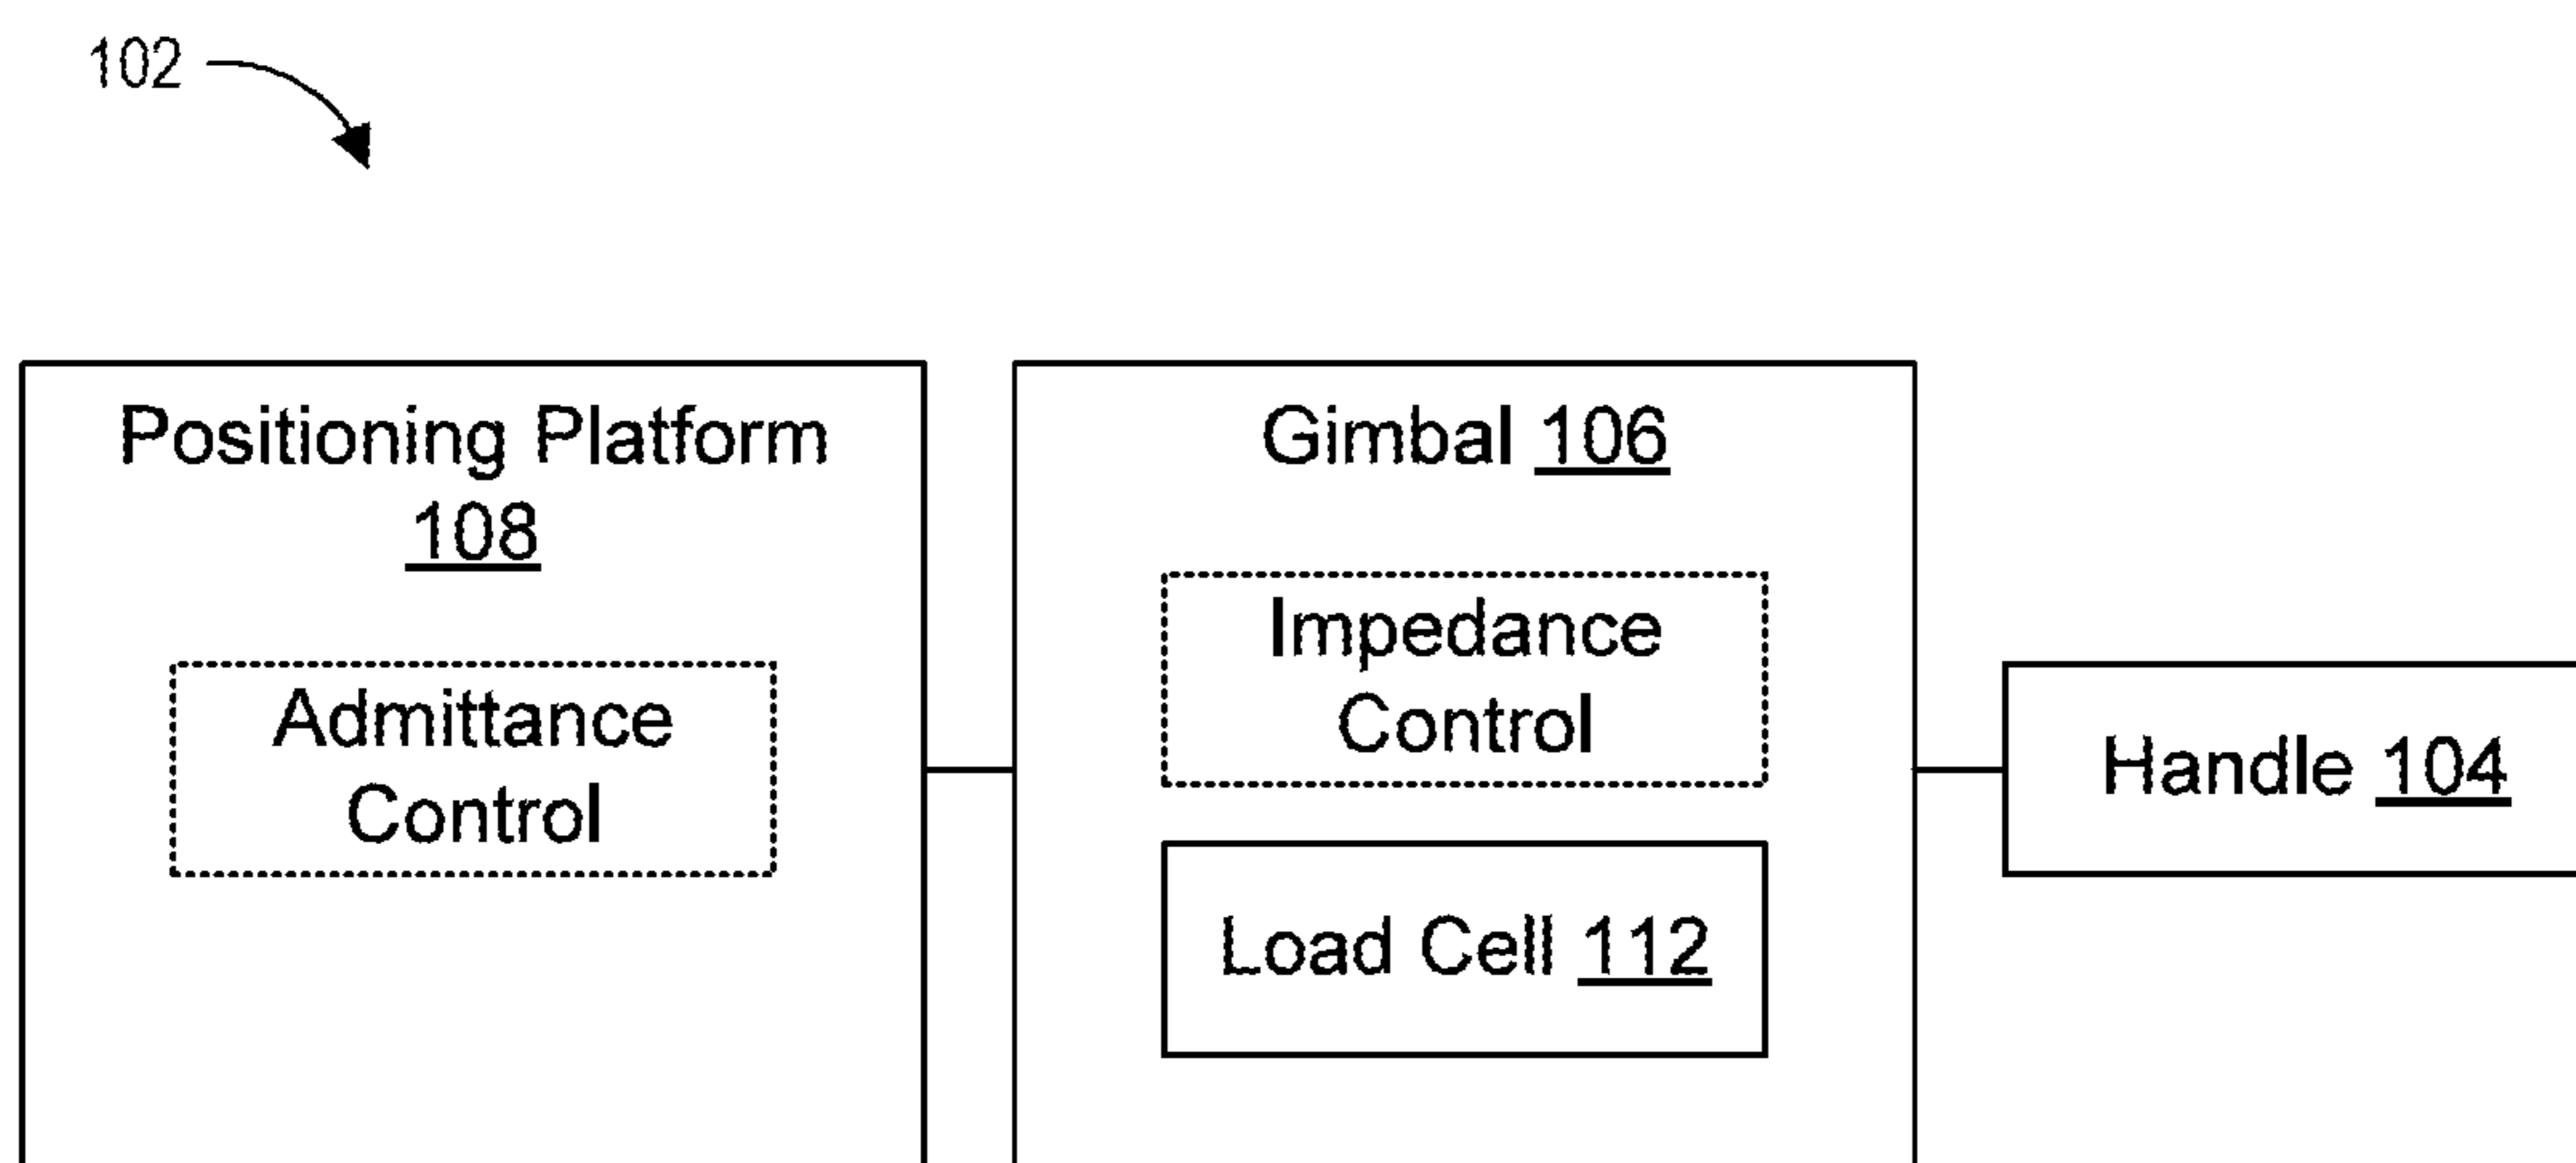 102
Positioning Platform
108
Admittance
Control
Gimbal 106
Impedance
Control
Load Cell 112
Handle 104